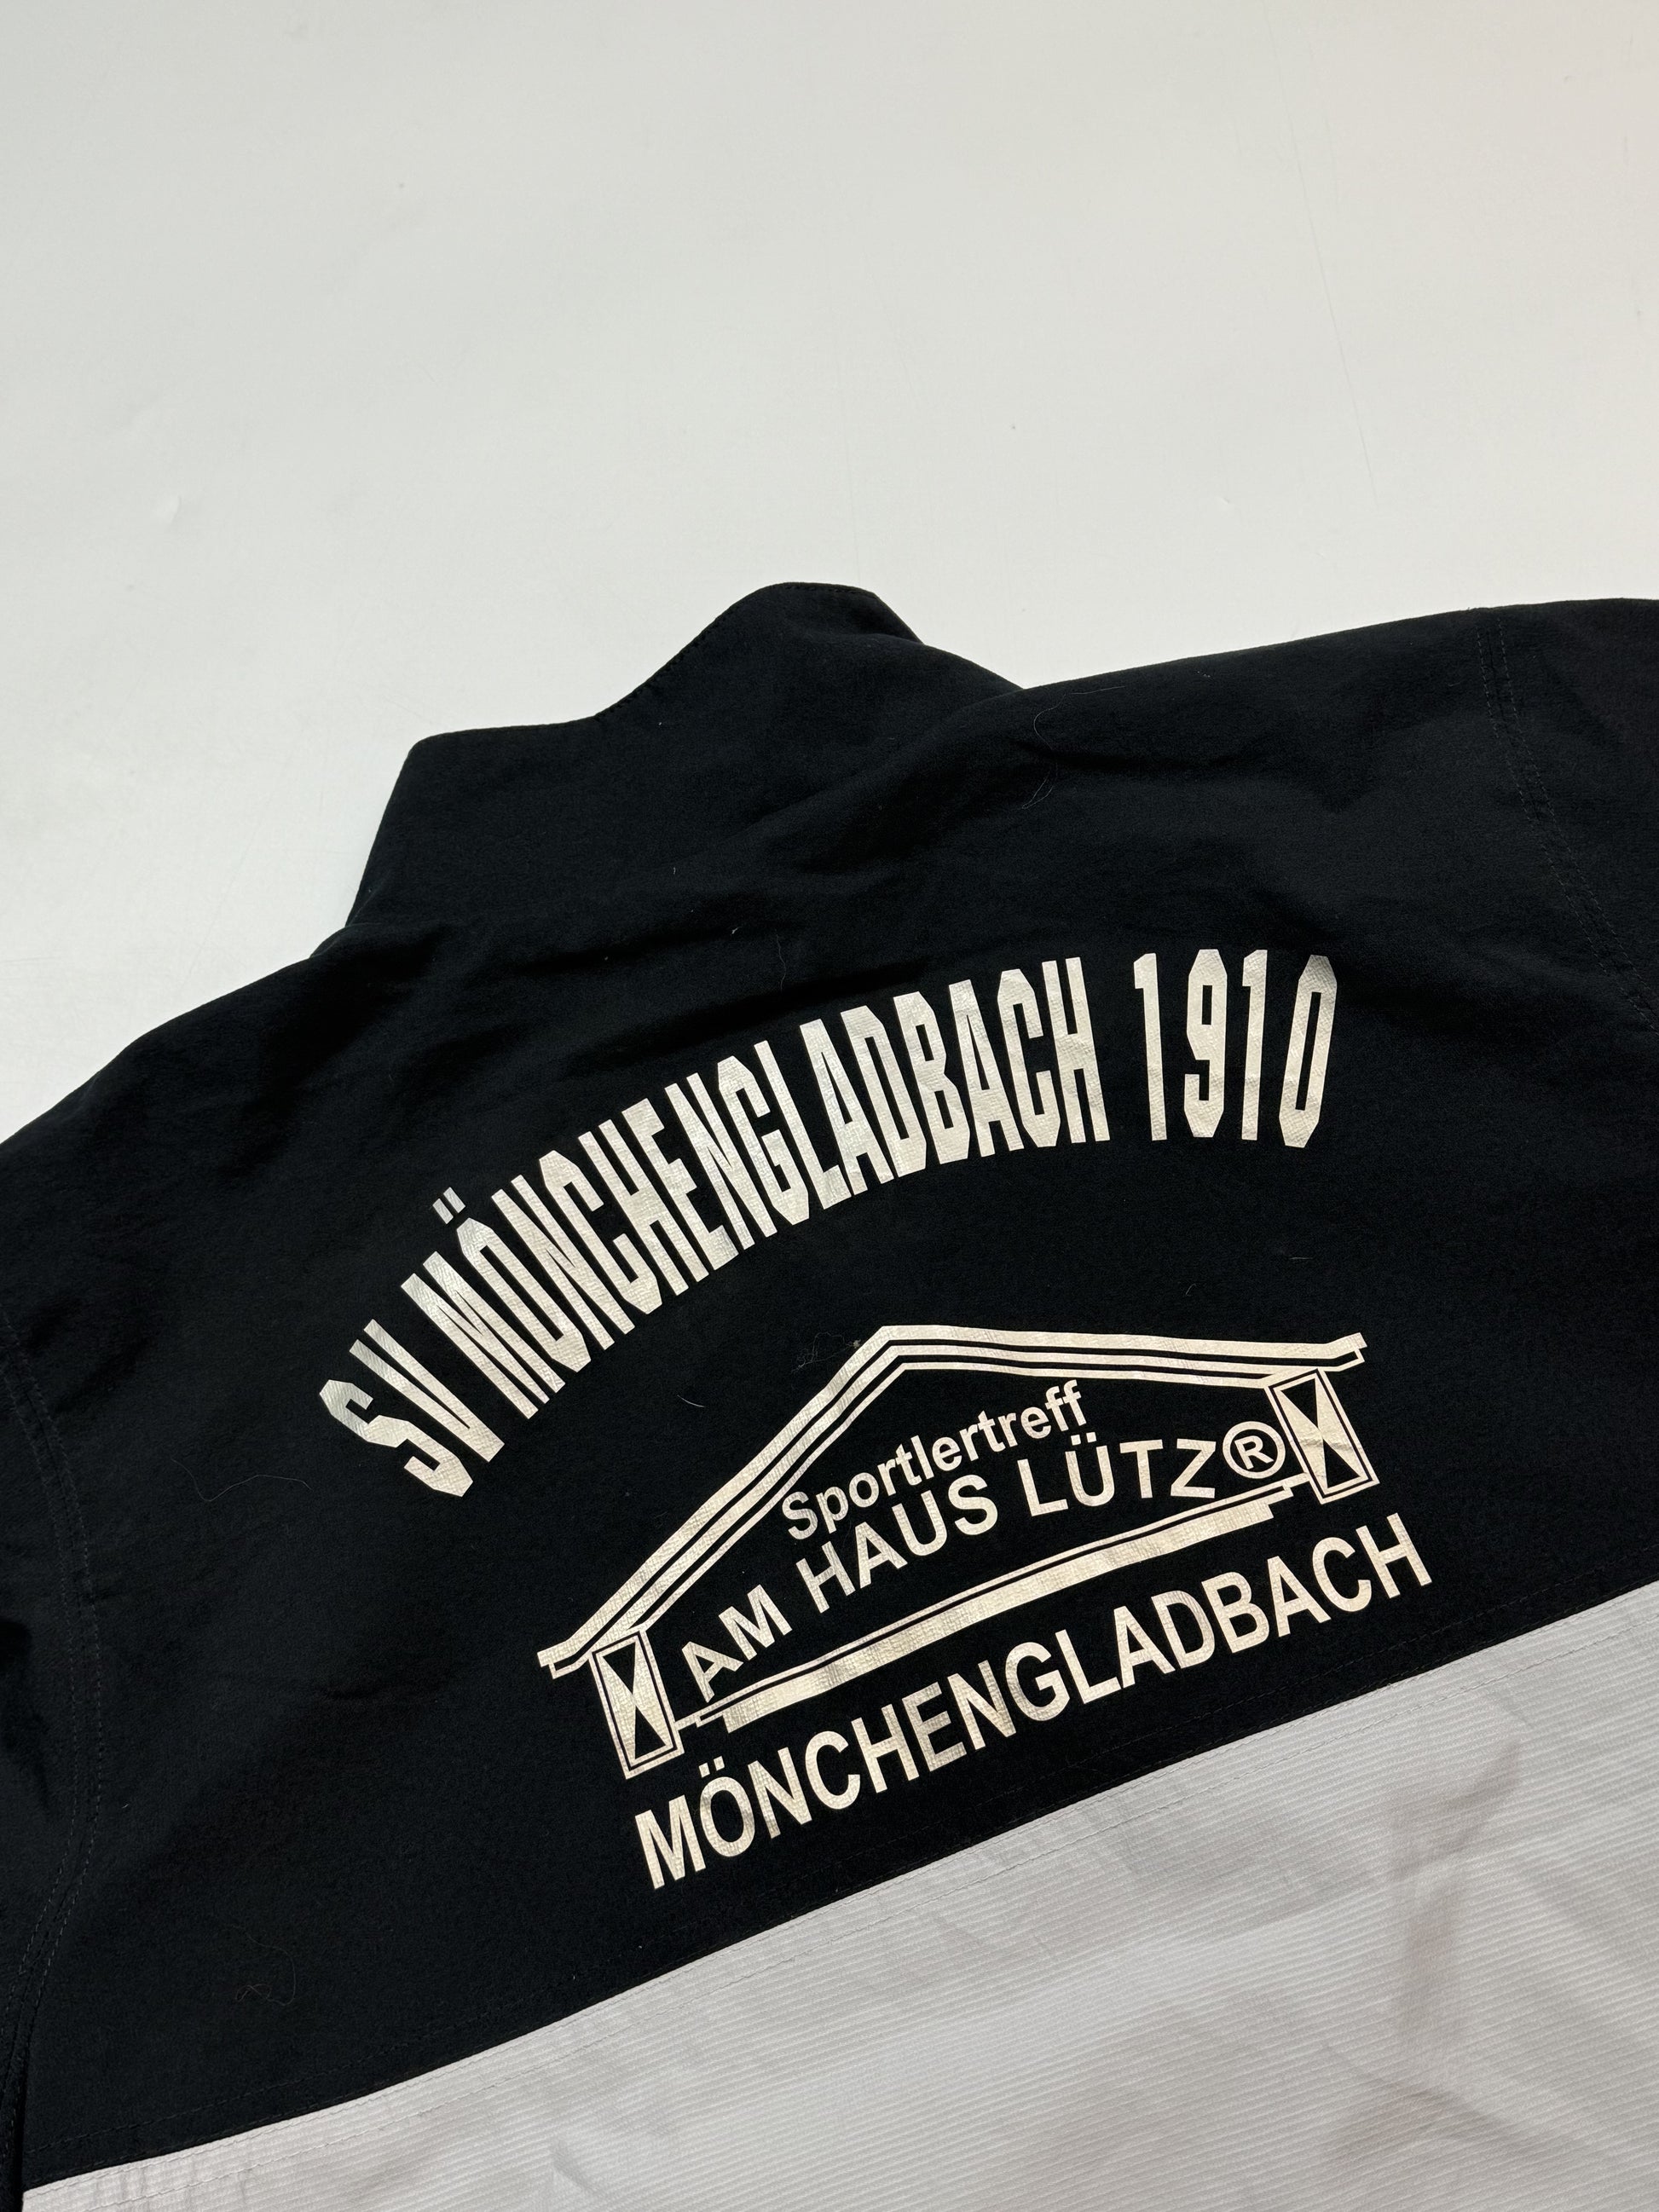 SV MÖNCHENGLADBACH 1910
Sportlertreff
AM HAUS LÜTZ®
MÖNCHENGLADBACH